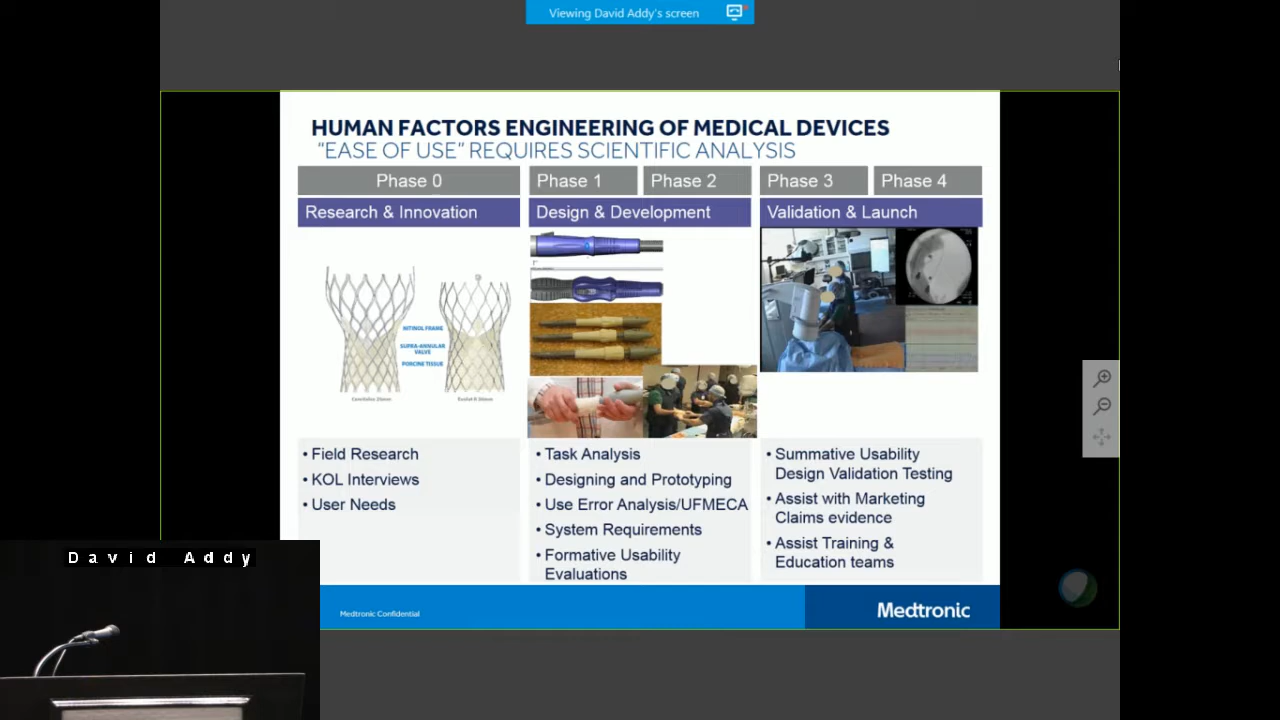 Viewing David Addy's screen
HUMAN FACTORS ENGINEERING OF MEDICAL DEVICES
"EASE OF USE" REQUIRES SCIENTIFIC ANALYSIS
Phase 0
Phase 1
Phase 2
Phase 3
Phase 4
Research & Innovation
Design & Development
Validation & Launch
NITINOL FRAME
SUPRA-ANNULAR
VALVE
PORCINE TISSUE
• Field Research
• KOL Interviews
• User Needs
• Task Analysis
• Designing and Prototyping
• Use Error Analysis/UFMECA
• System Requirements
• Formative Usability
Evaluations
• Summative Usability
Design Validation Testing
• Assist with Marketing
Claims evidence
• Assist Training &
Education teams
David Addy
Medtronic Confidential
Medtronic